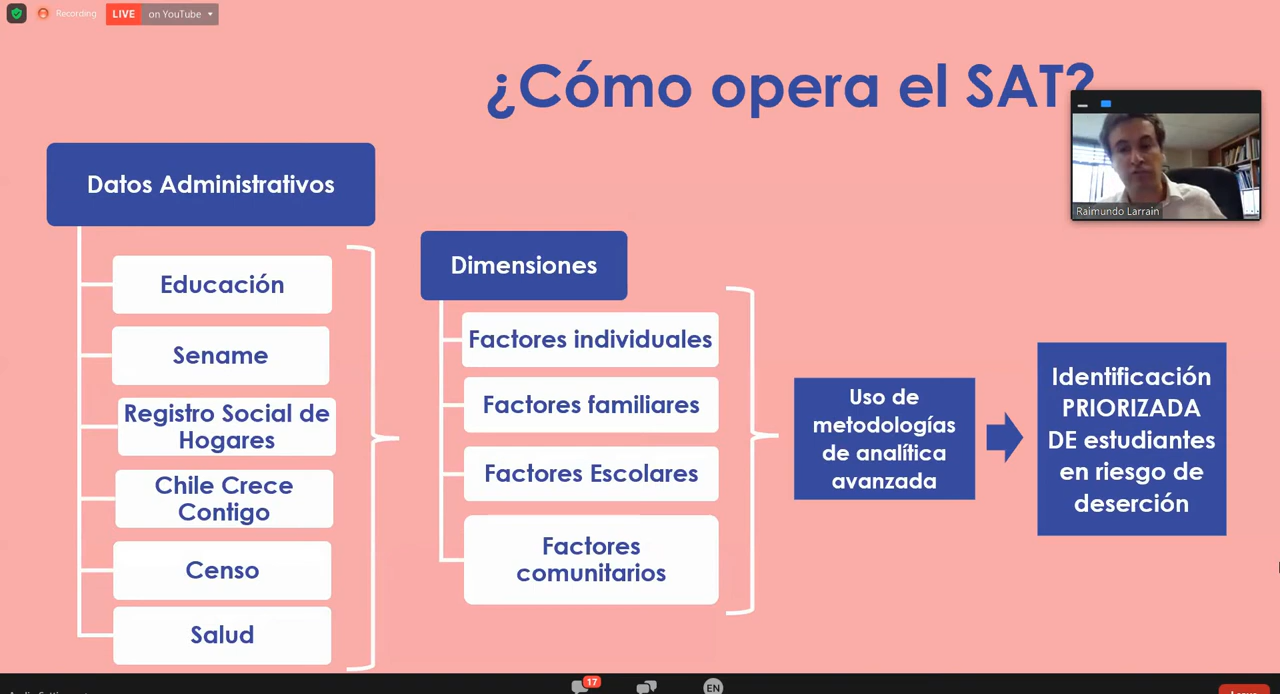 Recording
LIVE
on YouTube
¿Cómo opera el SAT?
Raimundo Larrain
Datos Administrativos
Educación
Sename
Registro Social de
Hogares
Chile Crece
Contigo
Censo
Salud
Dimensiones
Factores individuales
Factores familiares
Factores Escolares
Factores
comunitarios
Uso de
metodologías
de analítica
avanzada
Identificación
PRIORIZADA
DE estudiantes
en riesgo de
deserción
17
EN